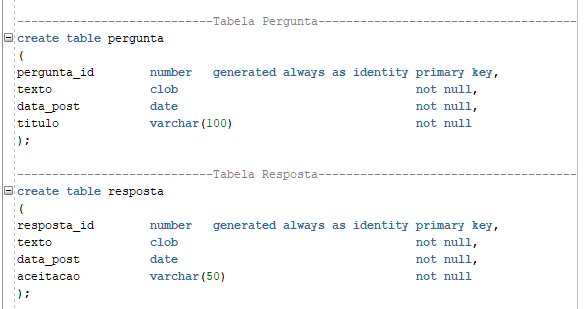 ----------------------------Tabela Pergunta-------------------------------------
create table pergunta
(
pergunta_id number generated always as identity primary key,
texto clob not null,
data_post date not null,
titulo varchar(100) not null
);
----------------------------Tabela Resposta-------------------------------------
create table resposta
(
resposta_id number generated always as identity primary key,
texto clob not null,
data_post date not null,
aceitacao varchar(50) not null
);